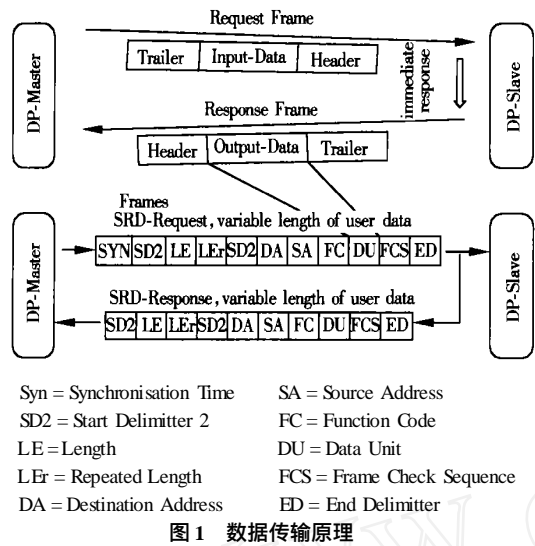 Request Frame
Trailer Input-Data Header
DP-Master
immediate
response
DP-Slave
Response Frame
Header Output-Data Trailer
Frames
SRD-Request, variable length of user data
DP-Master
SYN SD2 LE LEr SD2 DA SA FC DU FCS ED
DP-Slave
SRD-Response, variable length of user data
SD2 LE LEr SD2 DA SA FC DU FCS ED
Syn = Synchronisation Time
SA = Source Address
SD2 = Start Delimitter 2
FC = Function Code
LE = Length
DU = Data Unit
LEr = Repeated Length
FCS = Frame Check Sequence
DA = Destination Address
ED = End Delimitter
图 1 数据传输原理